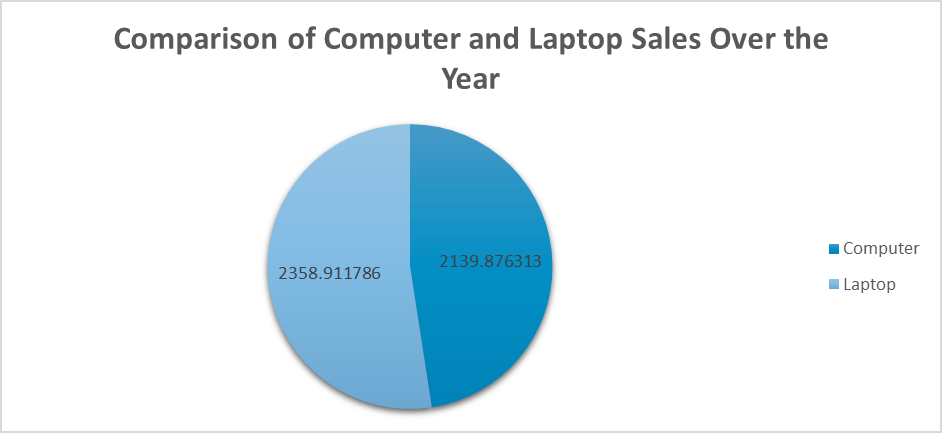 Comparison of Computer and Laptop Sales Over the
Year
2139.876313
2358.911786
Computer
Laptop